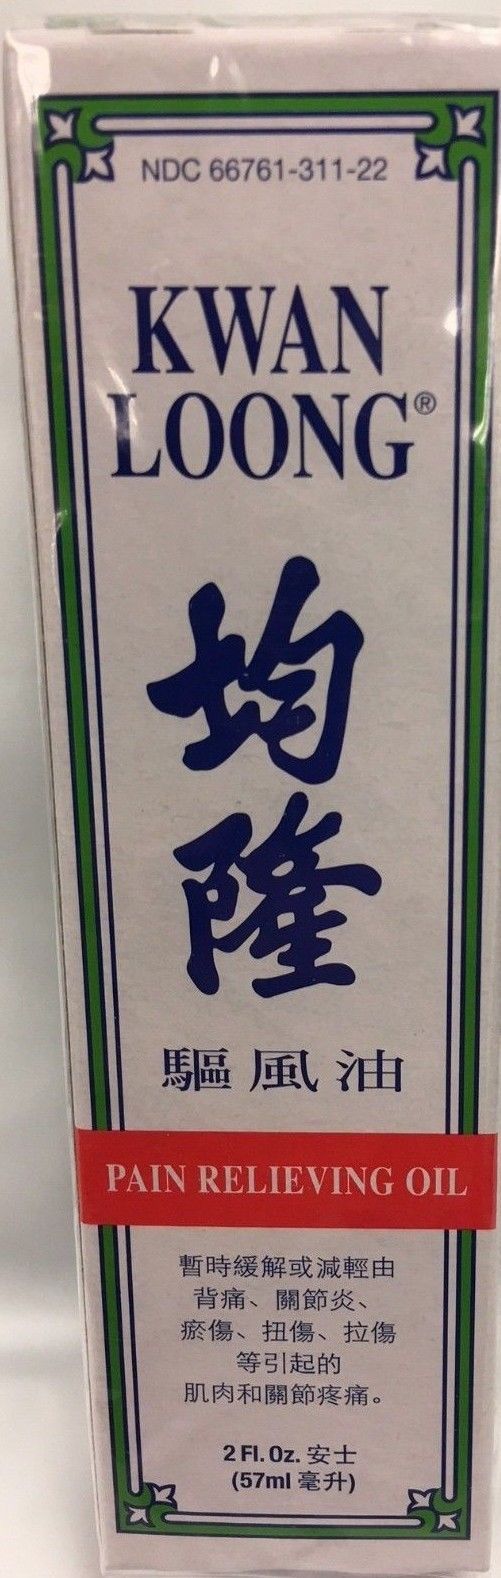 NDC 66761-311-22
KWAN
LOONG®
均
隆
驅風油
PAIN RELIEVING OIL
暫時緩解或減輕由
背痛、關節炎、
瘀傷、扭傷、拉傷
等引起的
肌肉和關節疼痛。
2 Fl. Oz. 安士
(57ml 毫升)